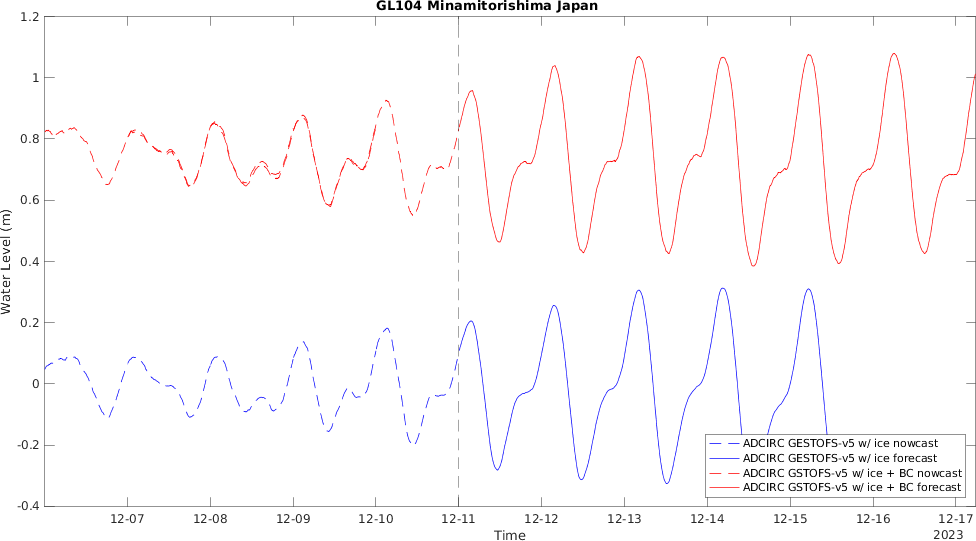 GL104 Minamitorishima Japan
1.2
1
0.8
0.6
0.4
0.2
0
-0.2
-0.4
Water Level (m)
ADCIRC GESTOFS-v5 w/ ice nowcast
ADCIRC GESTOFS-v5 w/ ice forecast
ADCIRC GSTOFS-v5 w/ ice + BC nowcast
ADCIRC GSTOFS-v5 w/ ice + BC forecast
12-07 12-08 12-09 12-10 12-11 12-12 12-13 12-14 12-15 12-16 12-17
Time
2023